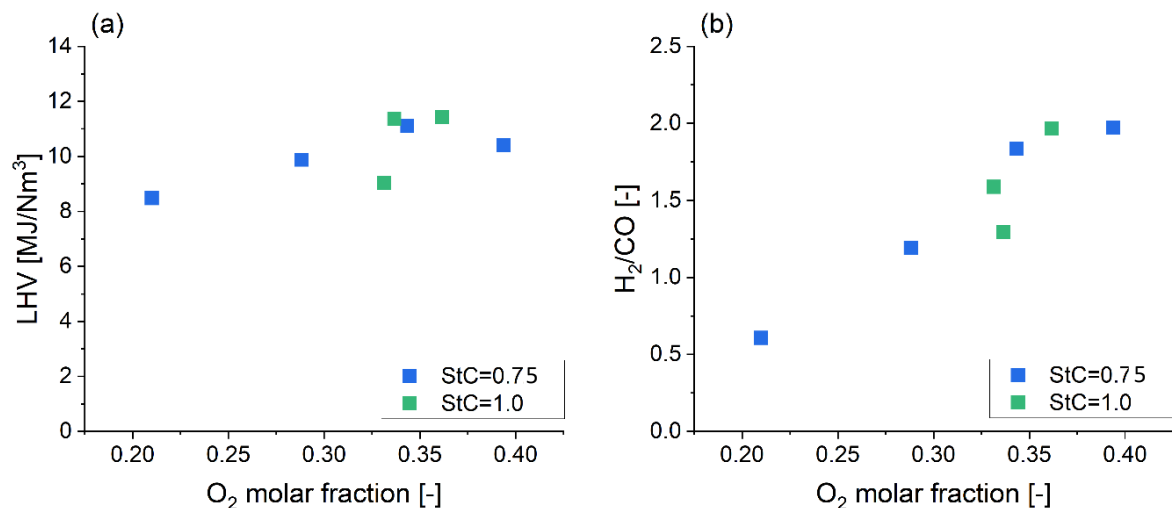 (a)
14
12
10
8
6
4
2
0
LHV [MJ/Nm³]
0.20 0.25 0.30 0.35 0.40
O₂ molar fraction [-]
StC=0.75
StC=1.0
(b)
2.5
2.0
1.5
1.0
0.5
0.0
H₂/CO [-]
0.20 0.25 0.30 0.35 0.40
O₂ molar fraction [-]
StC=0.75
StC=1.0